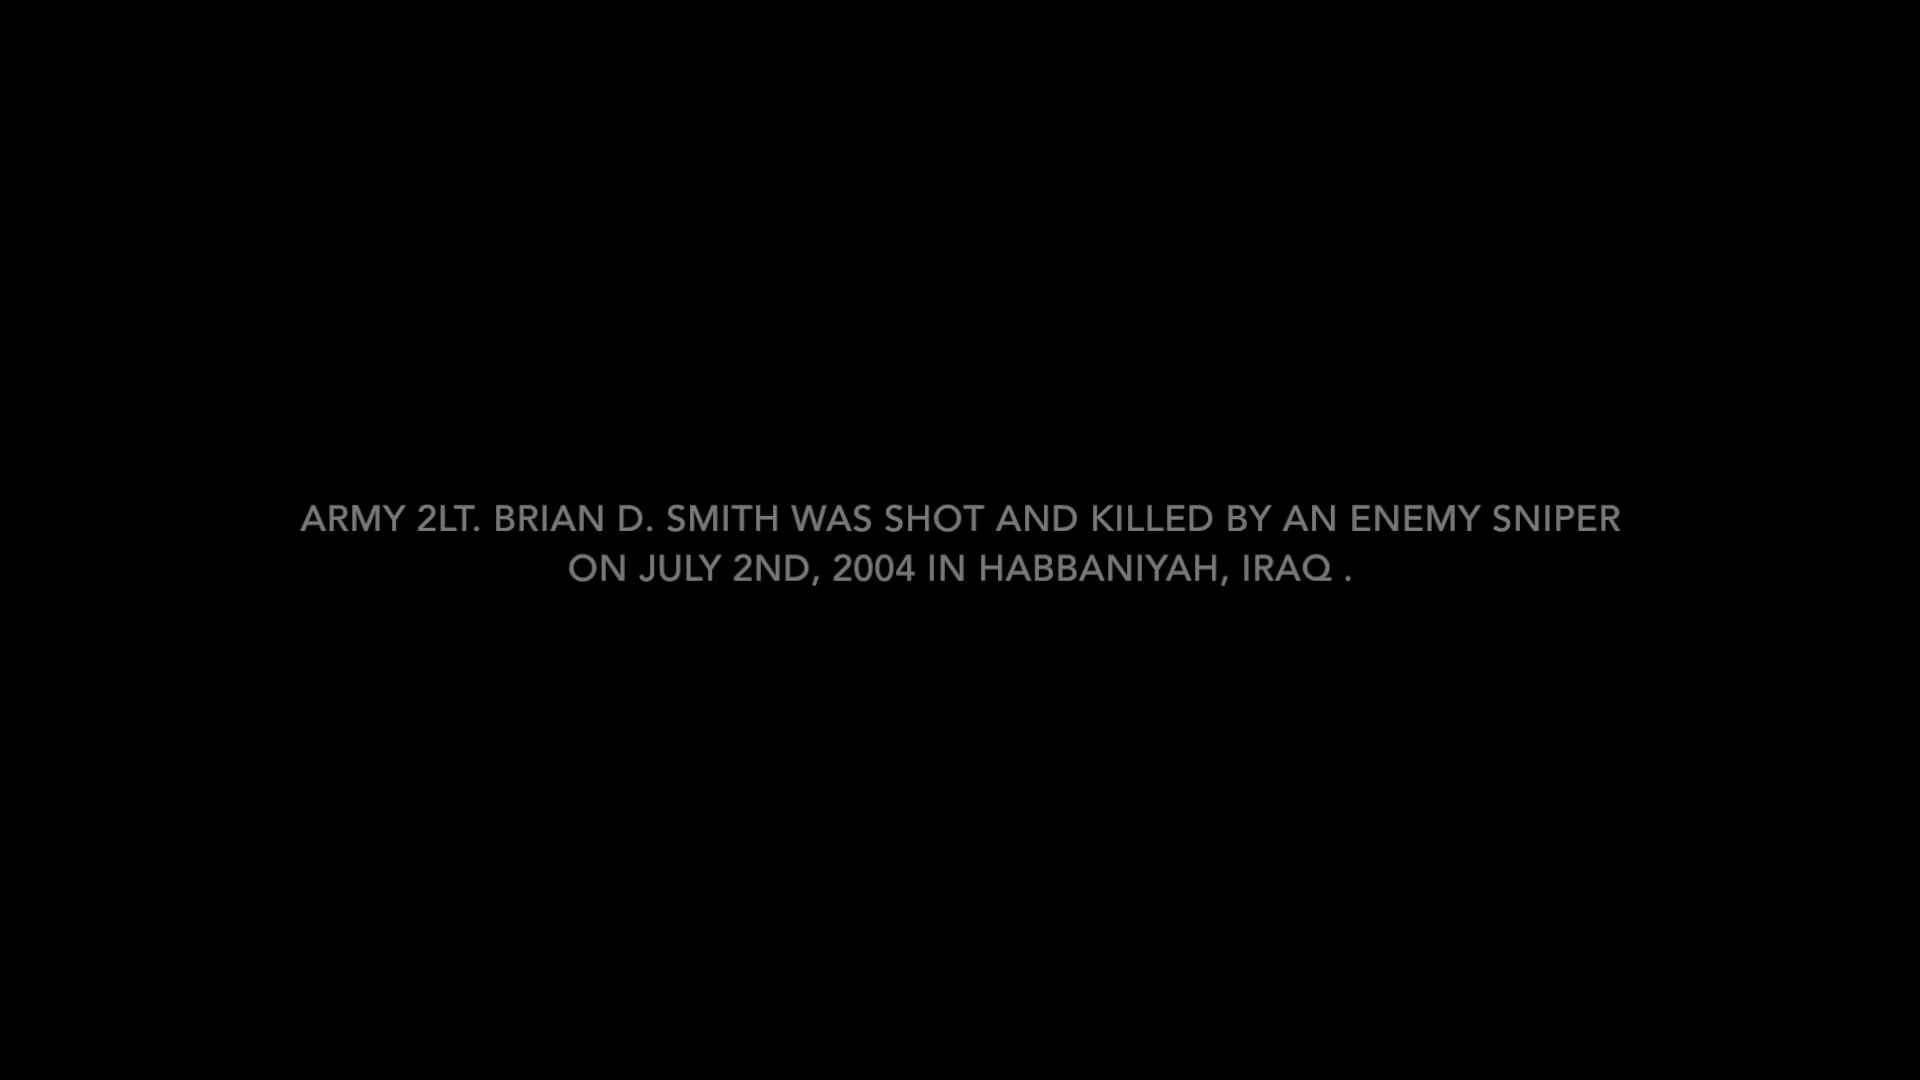 ARMY 2LT. BRIAN D. SMITH WAS SHOT AND KILLED BY AN ENEMY SNIPER
ON JULY 2ND, 2004 IN HABBANIYAH, IRAQ .